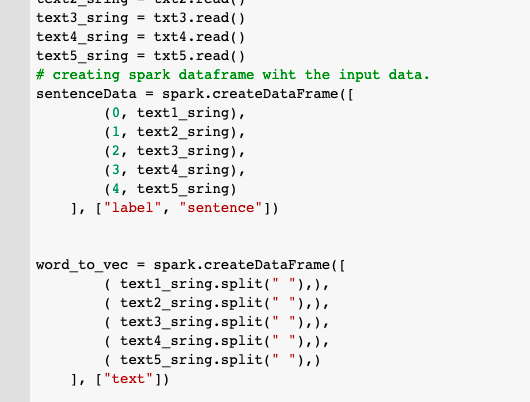 text3_sring = txt3.read()
text4_sring = txt4.read()
text5_sring = txt5.read()
# creating spark dataframe wiht the input data.
sentenceData = spark.createDataFrame([
        (0, text1_sring),
        (1, text2_sring),
        (2, text3_sring),
        (3, text4_sring),
        (4, text5_sring)
    ], ["label", "sentence"])
word_to_vec = spark.createDataFrame([
        ( text1_sring.split(" "),),
        ( text2_sring.split(" "),),
        ( text3_sring.split(" "),),
        ( text4_sring.split(" "),),
        ( text5_sring.split(" "),)
    ], ["text"])